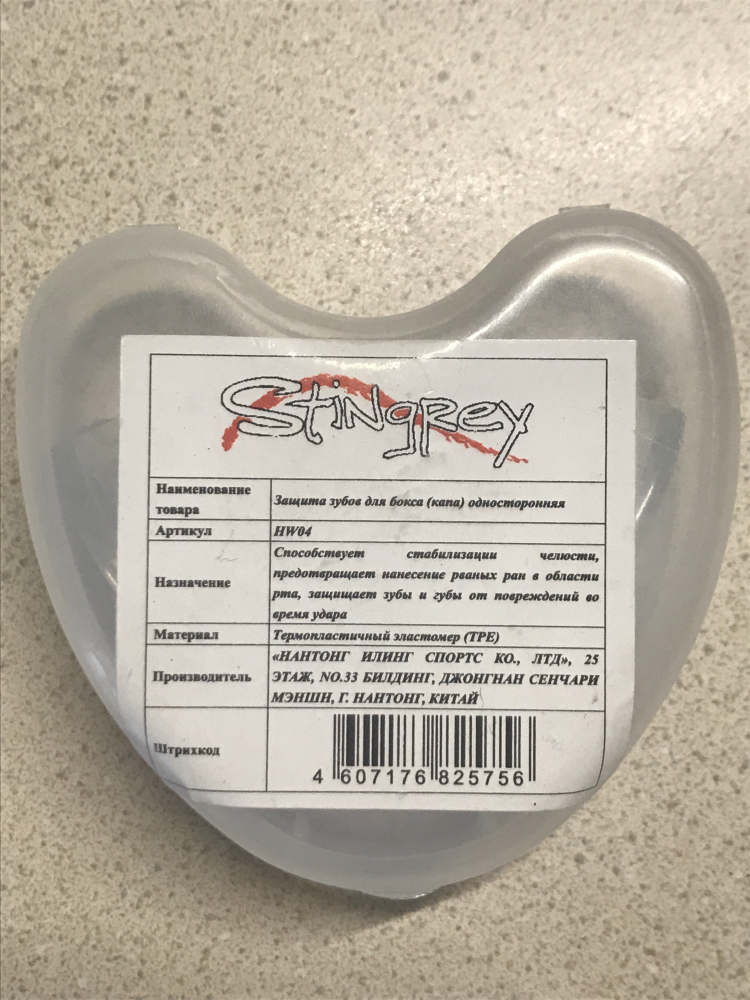 Stingrey
Наименование
товара
Защита зубов для бокса (капа) односторонняя
Артикул
HW04
Назначение
Способствует стабилизации челюсти,
предотвращает нанесение рваных ран в области
рта, защищает зубы и губы от повреждений во
время удара
Материал
Термопластичный эластомер (TPE)
Производитель
«НАНТОНГ ИЛИНГ СПОРТС КО., ЛТД», 25
ЭТАЖ, NO.33 БИЛДИНГ, ДЖОНГНАН СЕНЧАРИ
МЭНШН, Г. НАНТОНГ, КИТАЙ
Штрихкод
4 607176 825756